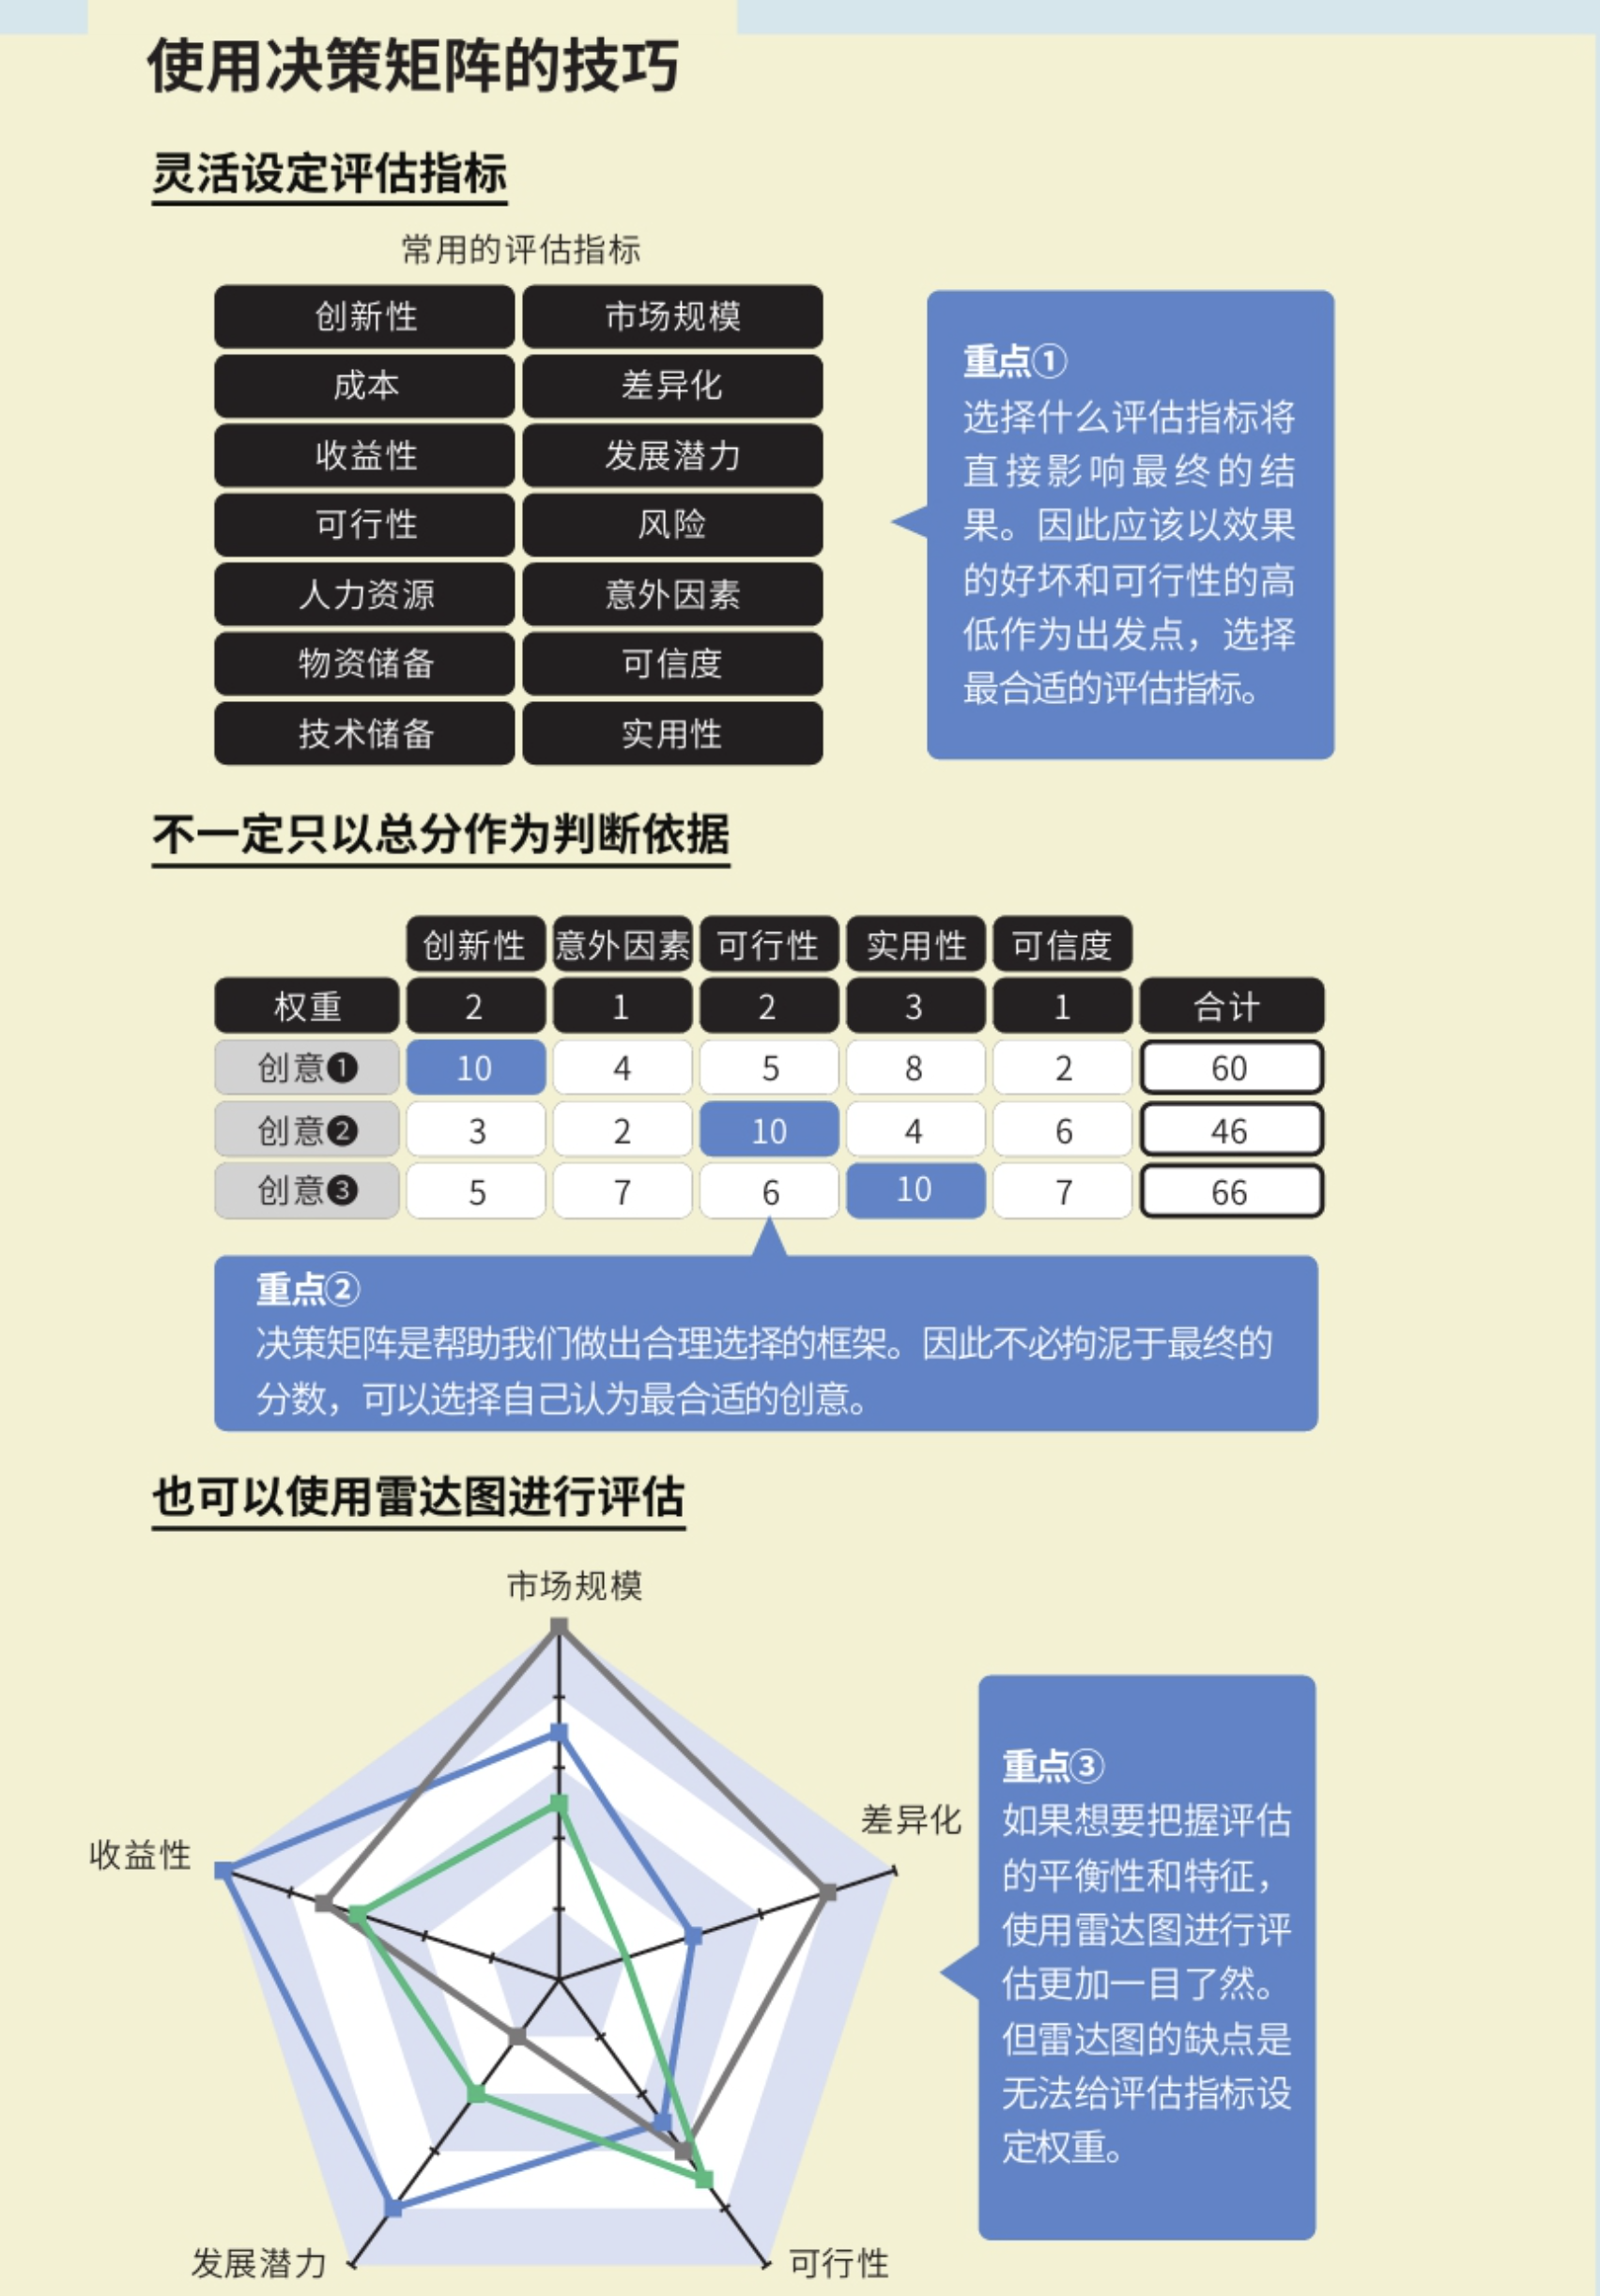 使用决策矩阵的技巧
灵活设定评估指标
常用的评估指标
创新性 市场规模
成本 差异化
收益性 发展潜力
可行性 风险
人力资源 意外因素
物资储备 可信度
技术储备 实用性
重点①
选择什么评估指标将
直接影响最终的结
果。因此应该以效果
的好坏和可行性的高
低作为出发点，选择
最合适的评估指标。
不一定只以总分作为判断依据
创新性 意外因素 可行性 实用性 可信度
权重 2 1 2 3 1 合计
创意❶ 10 4 5 8 2 60
创意❷ 3 2 10 4 6 46
创意❸ 5 7 6 10 7 66
重点②
决策矩阵是帮助我们做出合理选择的框架。因此不必拘泥于最终的
分数，可以选择自己认为最合适的创意。
也可以使用雷达图进行评估
市场规模
差异化
收益性
发展潜力
可行性
重点③
如果想要把握评估
的平衡性和特征，
使用雷达图进行评
估更加一目了然。
但雷达图的缺点是
无法给评估指标设
定权重。